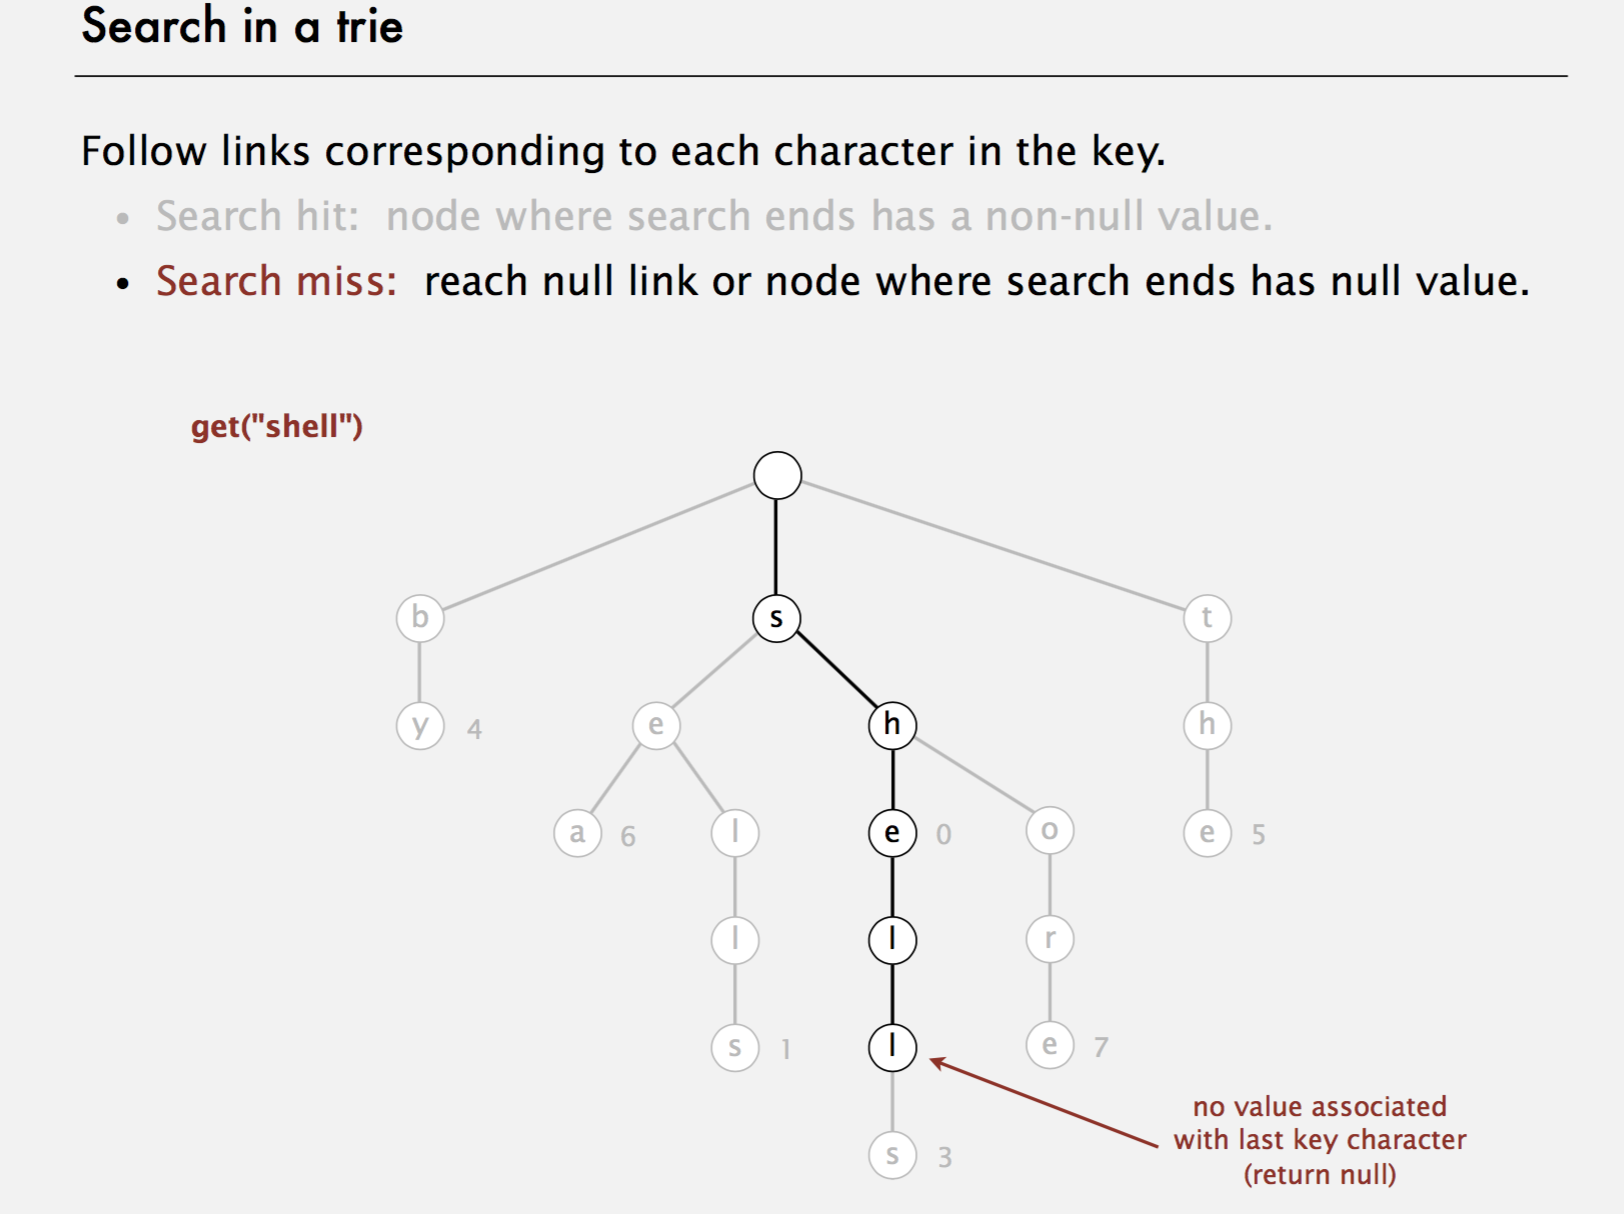 Search in a trie
Follow links corresponding to each character in the key.
• Search hit: node where search ends has a non-null value.
• Search miss: reach null link or node where search ends has null value.
get("shell")
b s t
y 4 e h h
a 6 l e 0 o e 5
l l r
s 1 l e 7
no value associated
with last key character
s 3
(return null)